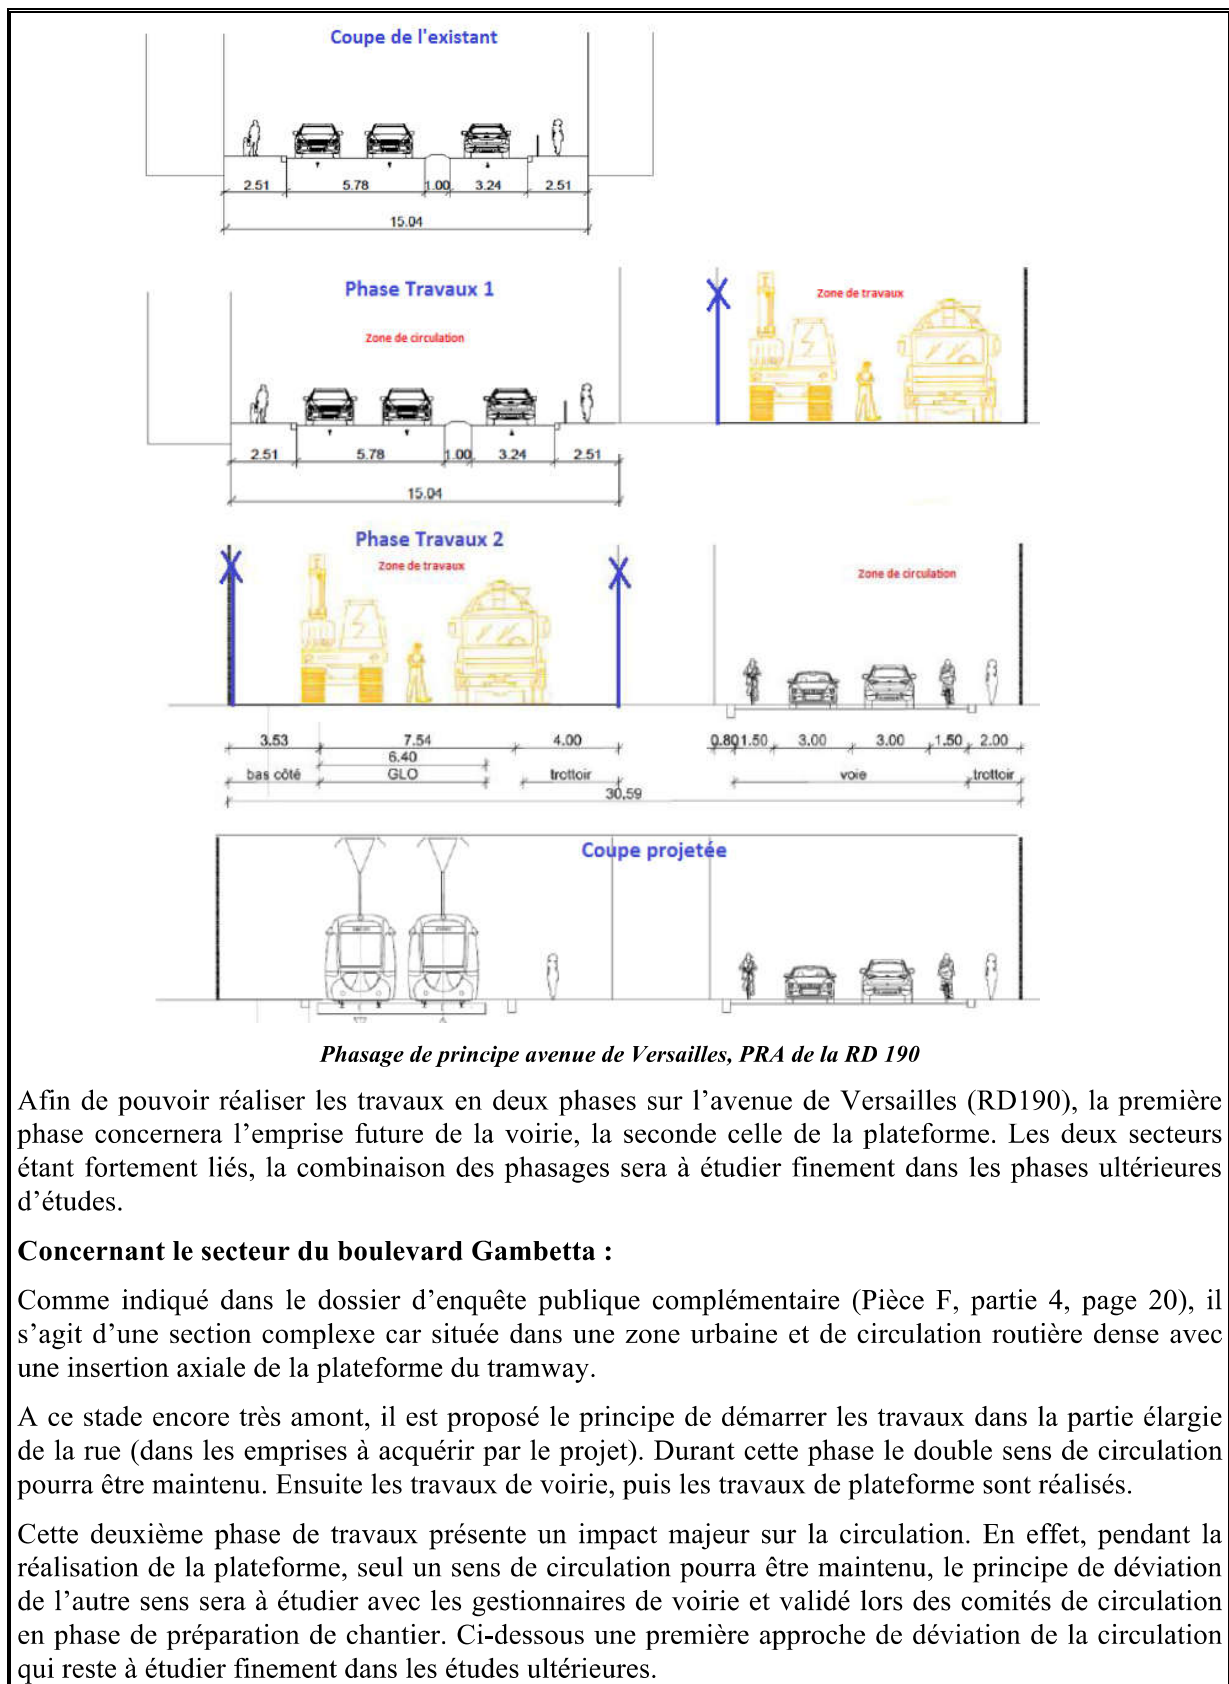 Coupe de l'existant
2.51 5.78 1.00 3.24 2.51
15.04
Phase Travaux 1
Zone de travaux
Zone de circulation
2.51 5.78 1.00 3.24 2.51
15.04
Phase Travaux 2
Zone de travaux
Zone de circulation
3.53 7.54 4.00 0.80 1.50 3.00 3.00 1.50 2.00
6.40
bas côté GLO trottoir voie trottoir
30.59
Coupe projetée
Phasage de principe avenue de Versailles, PRA de la RD 190
Afin de pouvoir réaliser les travaux en deux phases sur l'avenue de Versailles (RD190), la première
phase concernera l'emprise future de la voirie, la seconde celle de la plateforme. Les deux secteurs
étant fortement liés, la combinaison des phasages sera à étudier finement dans les phases ultérieures
d'études.
Concernant le secteur du boulevard Gambetta :
Comme indiqué dans le dossier d'enquête publique complémentaire (Pièce F, partie 4, page 20), il
s'agit d'une section complexe car située dans une zone urbaine et de circulation routière dense avec
une insertion axiale de la plateforme du tramway.
A ce stade encore très amont, il est proposé le principe de démarrer les travaux dans la partie élargie
de la rue (dans les emprises à acquérir par le projet). Durant cette phase le double sens de circulation
pourra être maintenu. Ensuite les travaux de voirie, puis les travaux de plateforme sont réalisés.
Cette deuxième phase de travaux présente un impact majeur sur la circulation. En effet, pendant la
réalisation de la plateforme, seul un sens de circulation pourra être maintenu, le principe de déviation
de l'autre sens sera à étudier avec les gestionnaires de voirie et validé lors des comités de circulation
en phase de préparation de chantier. Ci-dessous une première approche de déviation de la circulation
qui reste à étudier finement dans les études ultérieures.